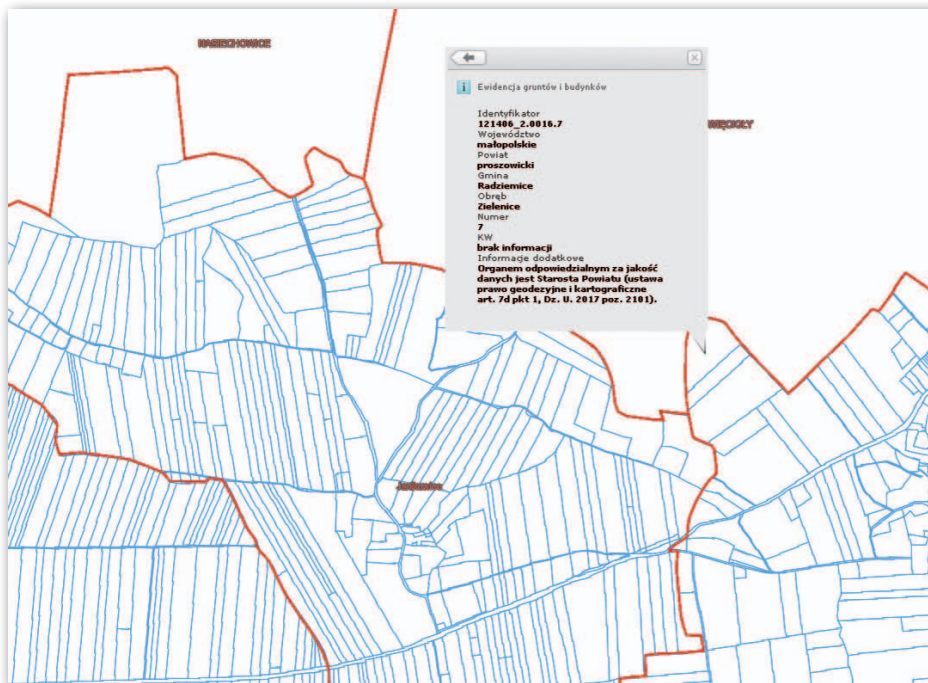 NASIECHOWICE
Ewidencja gruntów i budynków
Identyfikator
121406_2.0016.7
Województwo
małopolskie
Powiat
proszowicki
Gmina
Radziemice
Obręb
Zielenice
Numer
7
KW
brak informacji
Informacje dodatkowe
Organem odpowiedzialnym za jakość
danych jest Starosta Powiatu (ustawa
prawo geodezyjne i kartograficzne
art. 7d pkt 1, Dz. U. 2017 poz. 2101).